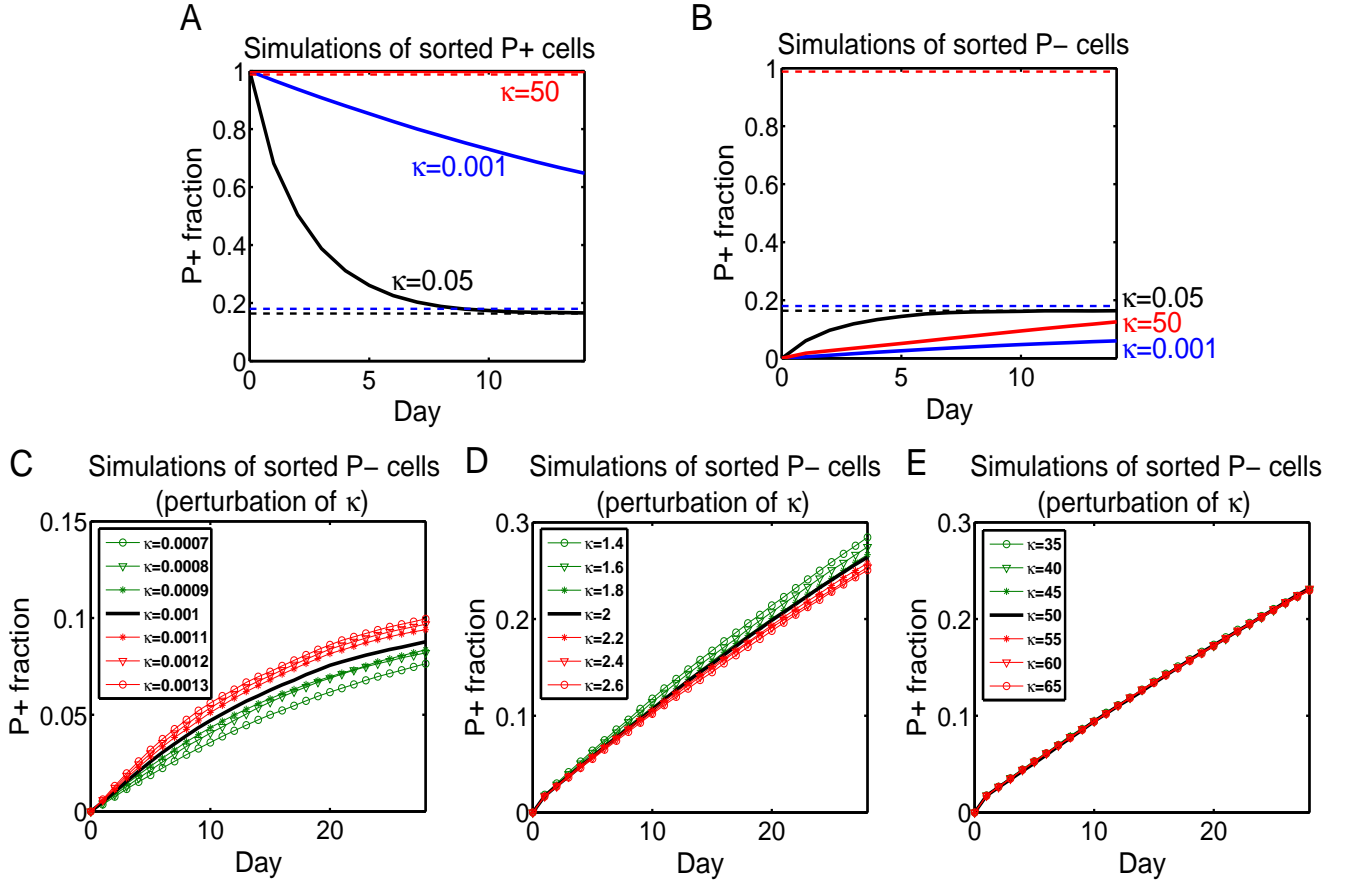 A
Simulations of sorted P+ cells
1
0.8
0.6
0.4
0.2
0
0
5
10
P+ fraction
Day
κ=50
κ=0.001
κ=0.05
B
Simulations of sorted P− cells
1
0.8
0.6
0.4
0.2
0
0
5
10
P+ fraction
Day
κ=0.05
κ=50
κ=0.001
C
Simulations of sorted P− cells
(perturbation of κ)
0.15
0.1
0.05
0
0
10
20
P+ fraction
Day
κ=0.0007
κ=0.0008
κ=0.0009
κ=0.001
κ=0.0011
κ=0.0012
κ=0.0013
D
Simulations of sorted P− cells
(perturbation of κ)
0.3
0.2
0.1
0
0
10
20
P+ fraction
Day
κ=1.4
κ=1.6
κ=1.8
κ=2
κ=2.2
κ=2.4
κ=2.6
E
Simulations of sorted P− cells
(perturbation of κ)
0.3
0.2
0.1
0
0
10
20
P+ fraction
Day
κ=35
κ=40
κ=45
κ=50
κ=55
κ=60
κ=65